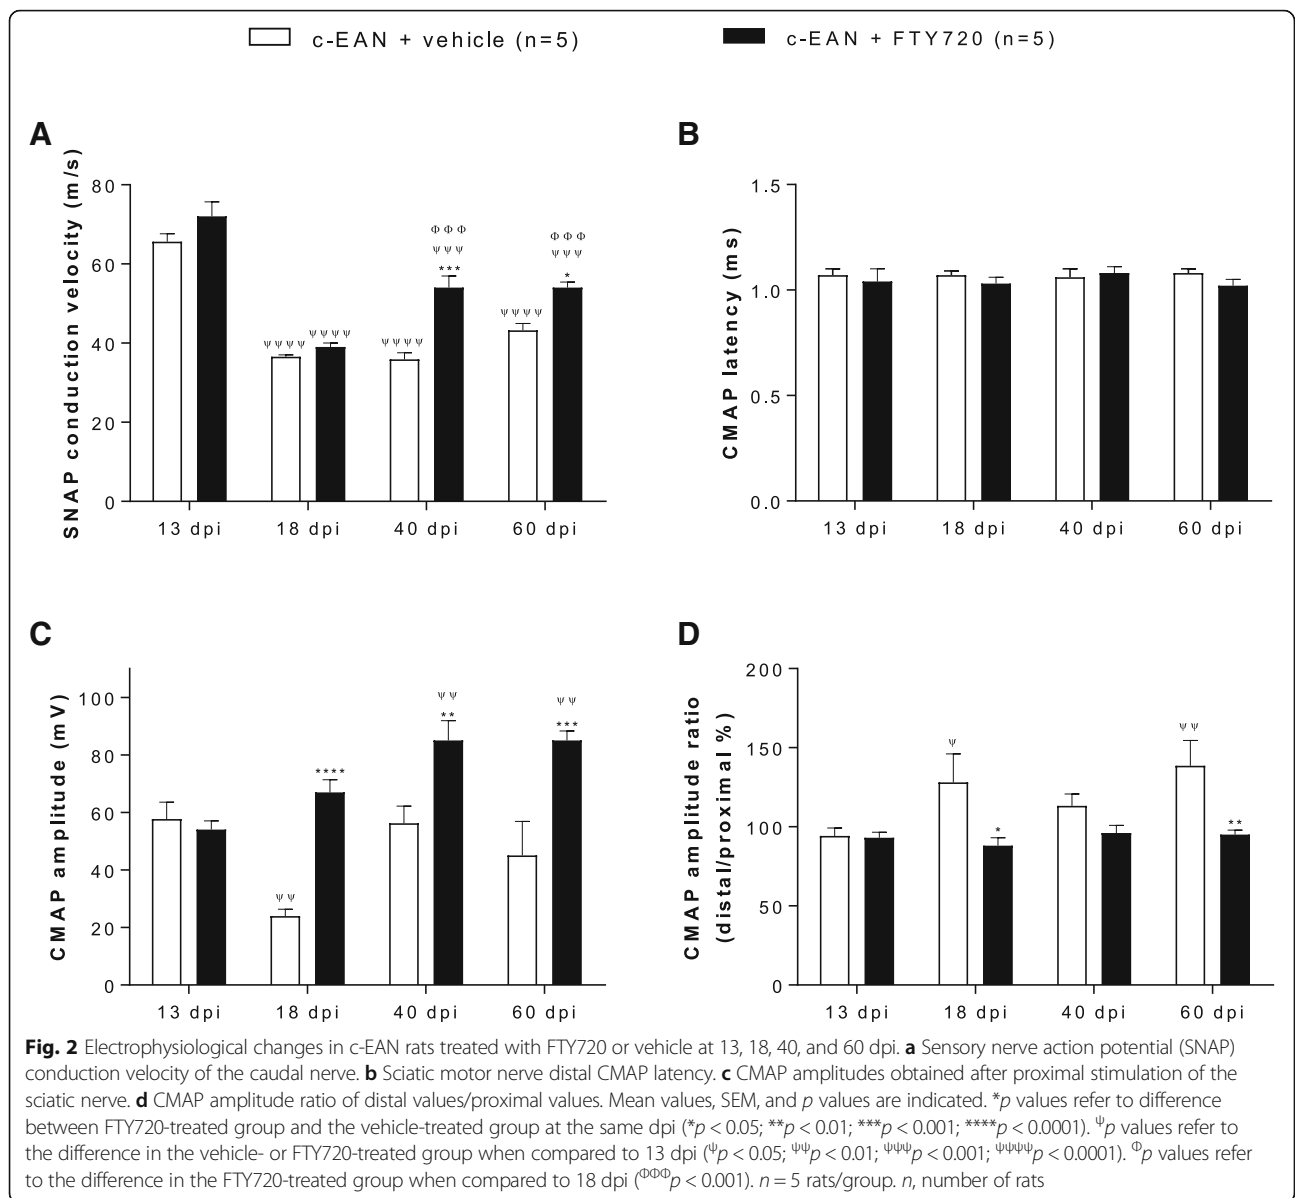 c-EAN + vehicle (n=5)
c-EAN + FTY720 (n=5)
A
SNAP conduction velocity (m/s)
80
60
40
20
0
ψψψψ
ψψψψ
ψψψψ
ΦΦΦ
ψψψ
***
ψψψψ
ΦΦΦ
ψψψ
*
13 dpi
18 dpi
40 dpi
60 dpi
B
CMAP latency (ms)
1.5
1.0
0.5
0.0
13 dpi
18 dpi
40 dpi
60 dpi
C
CMAP amplitude (mV)
100
80
60
40
20
0
ψψ
****
ψψ
**
ψψ
***
13 dpi
18 dpi
40 dpi
60 dpi
D
CMAP amplitude ratio
(distal/proximal %)
200
150
100
50
0
ψ
*
ψψ
**
13 dpi
18 dpi
40 dpi
60 dpi
Fig. 2 Electrophysiological changes in c-EAN rats treated with FTY720 or vehicle at 13, 18, 40, and 60 dpi. a Sensory nerve action potential (SNAP)
conduction velocity of the caudal nerve. b Sciatic motor nerve distal CMAP latency. c CMAP amplitudes obtained after proximal stimulation of the
sciatic nerve. d CMAP amplitude ratio of distal values/proximal values. Mean values, SEM, and p values are indicated. *p values refer to difference
between FTY720-treated group and the vehicle-treated group at the same dpi (*p < 0.05; **p < 0.01; ***p < 0.001; ****p < 0.0001). ψp values refer to
the difference in the vehicle- or FTY720-treated group when compared to 13 dpi (ψp < 0.05; ψψp < 0.01; ψψψp < 0.001; ψψψψp < 0.0001). Φp values refer
to the difference in the FTY720-treated group when compared to 18 dpi (ΦΦΦp < 0.001). n = 5 rats/group. n, number of rats